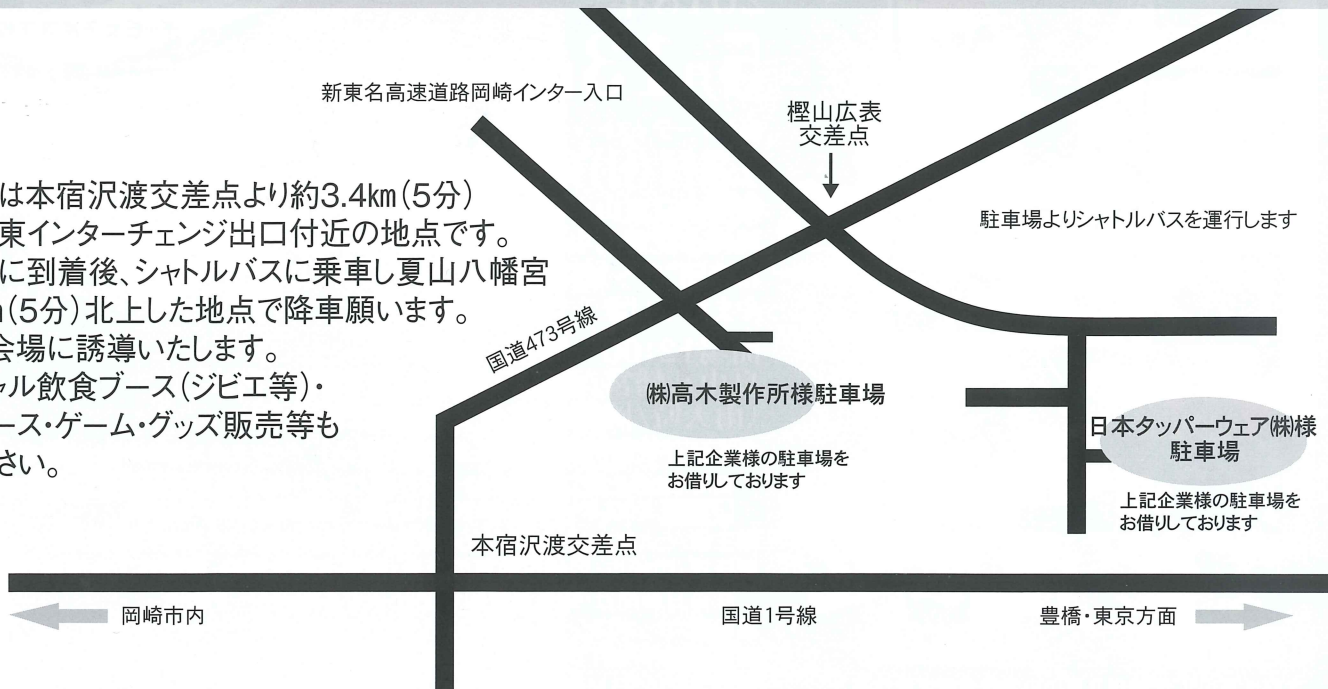 新東名高速道路岡崎インター入口
樫山広表
交差点
は本宿沢渡交差点より約3.4km(5分)
東インターチェンジ出口付近の地点です。
に到着後、シャトルバスに乗車し夏山八幡宮
(5分)北上した地点で降車願います。
会場に誘導いたします。
ャル飲食ブース(ジビエ等)・
ース・ゲーム・グッズ販売等も
さい。
駐車場よりシャトルバスを運行します
国道473号線
㈱高木製作所様駐車場
上記企業様の駐車場を
お借りしております
日本タッパーウェア㈱様
駐車場
上記企業様の駐車場を
お借りしております
本宿沢渡交差点
岡崎市内
国道1号線
豊橋・東京方面